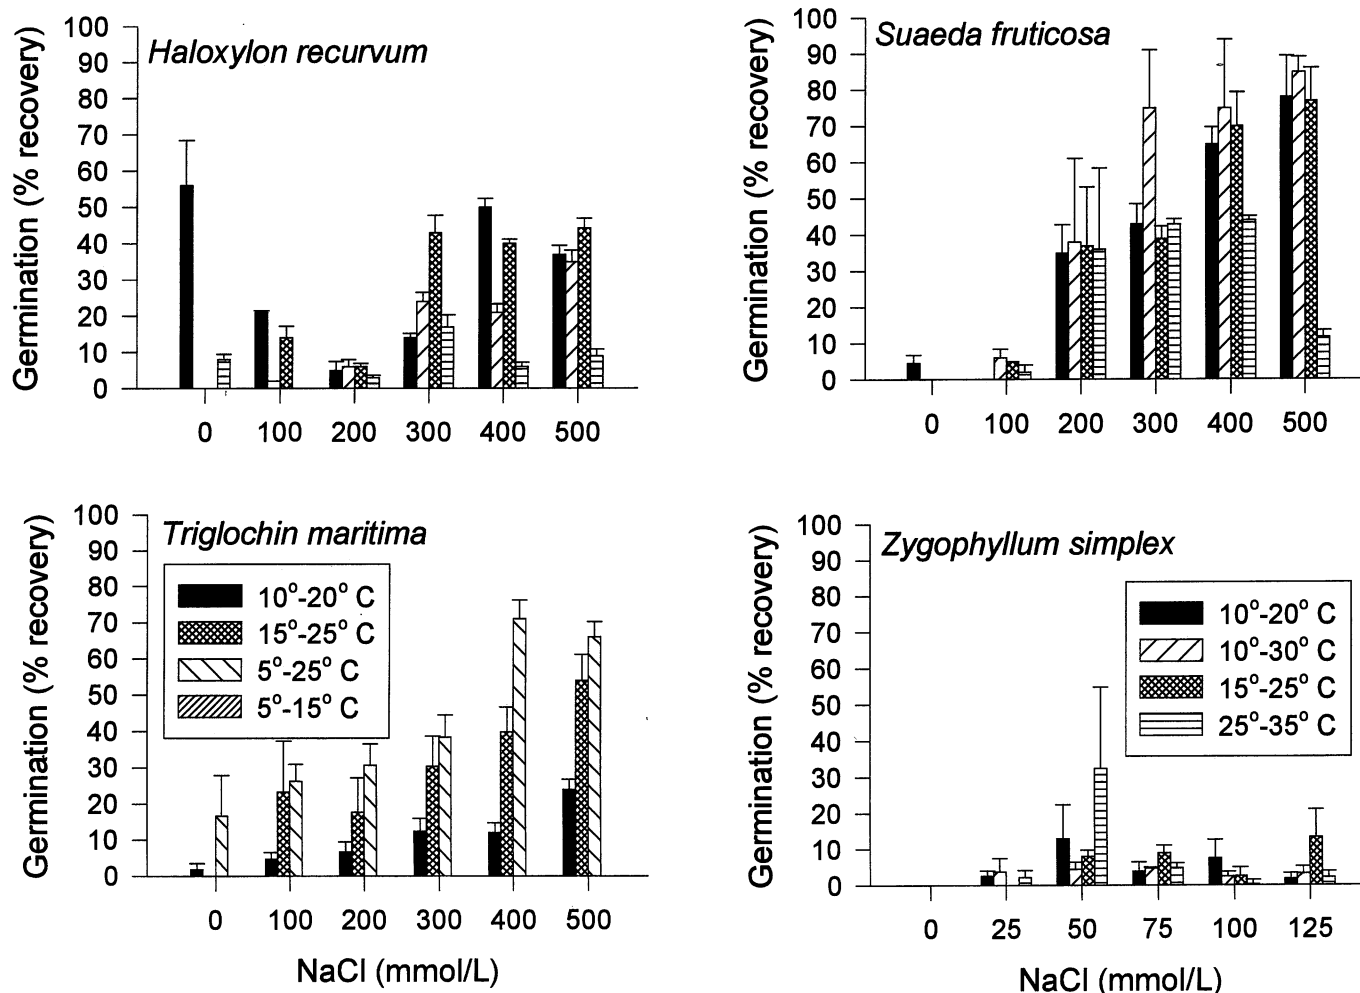 Haloxylon recurvum
Germination (% recovery)
100
90
80
70
60
50
40
30
20
10
0
0 100 200 300 400 500
Suaeda fruticosa
Germination (% recovery)
100
90
80
70
60
50
40
30
20
10
0
0 100 200 300 400 500
Triglochin maritima
Germination (% recovery)
100
90
80
70
60
50
40
30
20
10
0
10°-20° C
15°-25° C
5°-25° C
5°-15° C
0 100 200 300 400 500
NaCl (mmol/L)
Zygophyllum simplex
Germination (% recovery)
100
90
80
70
60
50
40
30
20
10
0
10°-20° C
10°-30° C
15°-25° C
25°-35° C
0 25 50 75 100 125
NaCl (mmol/L)